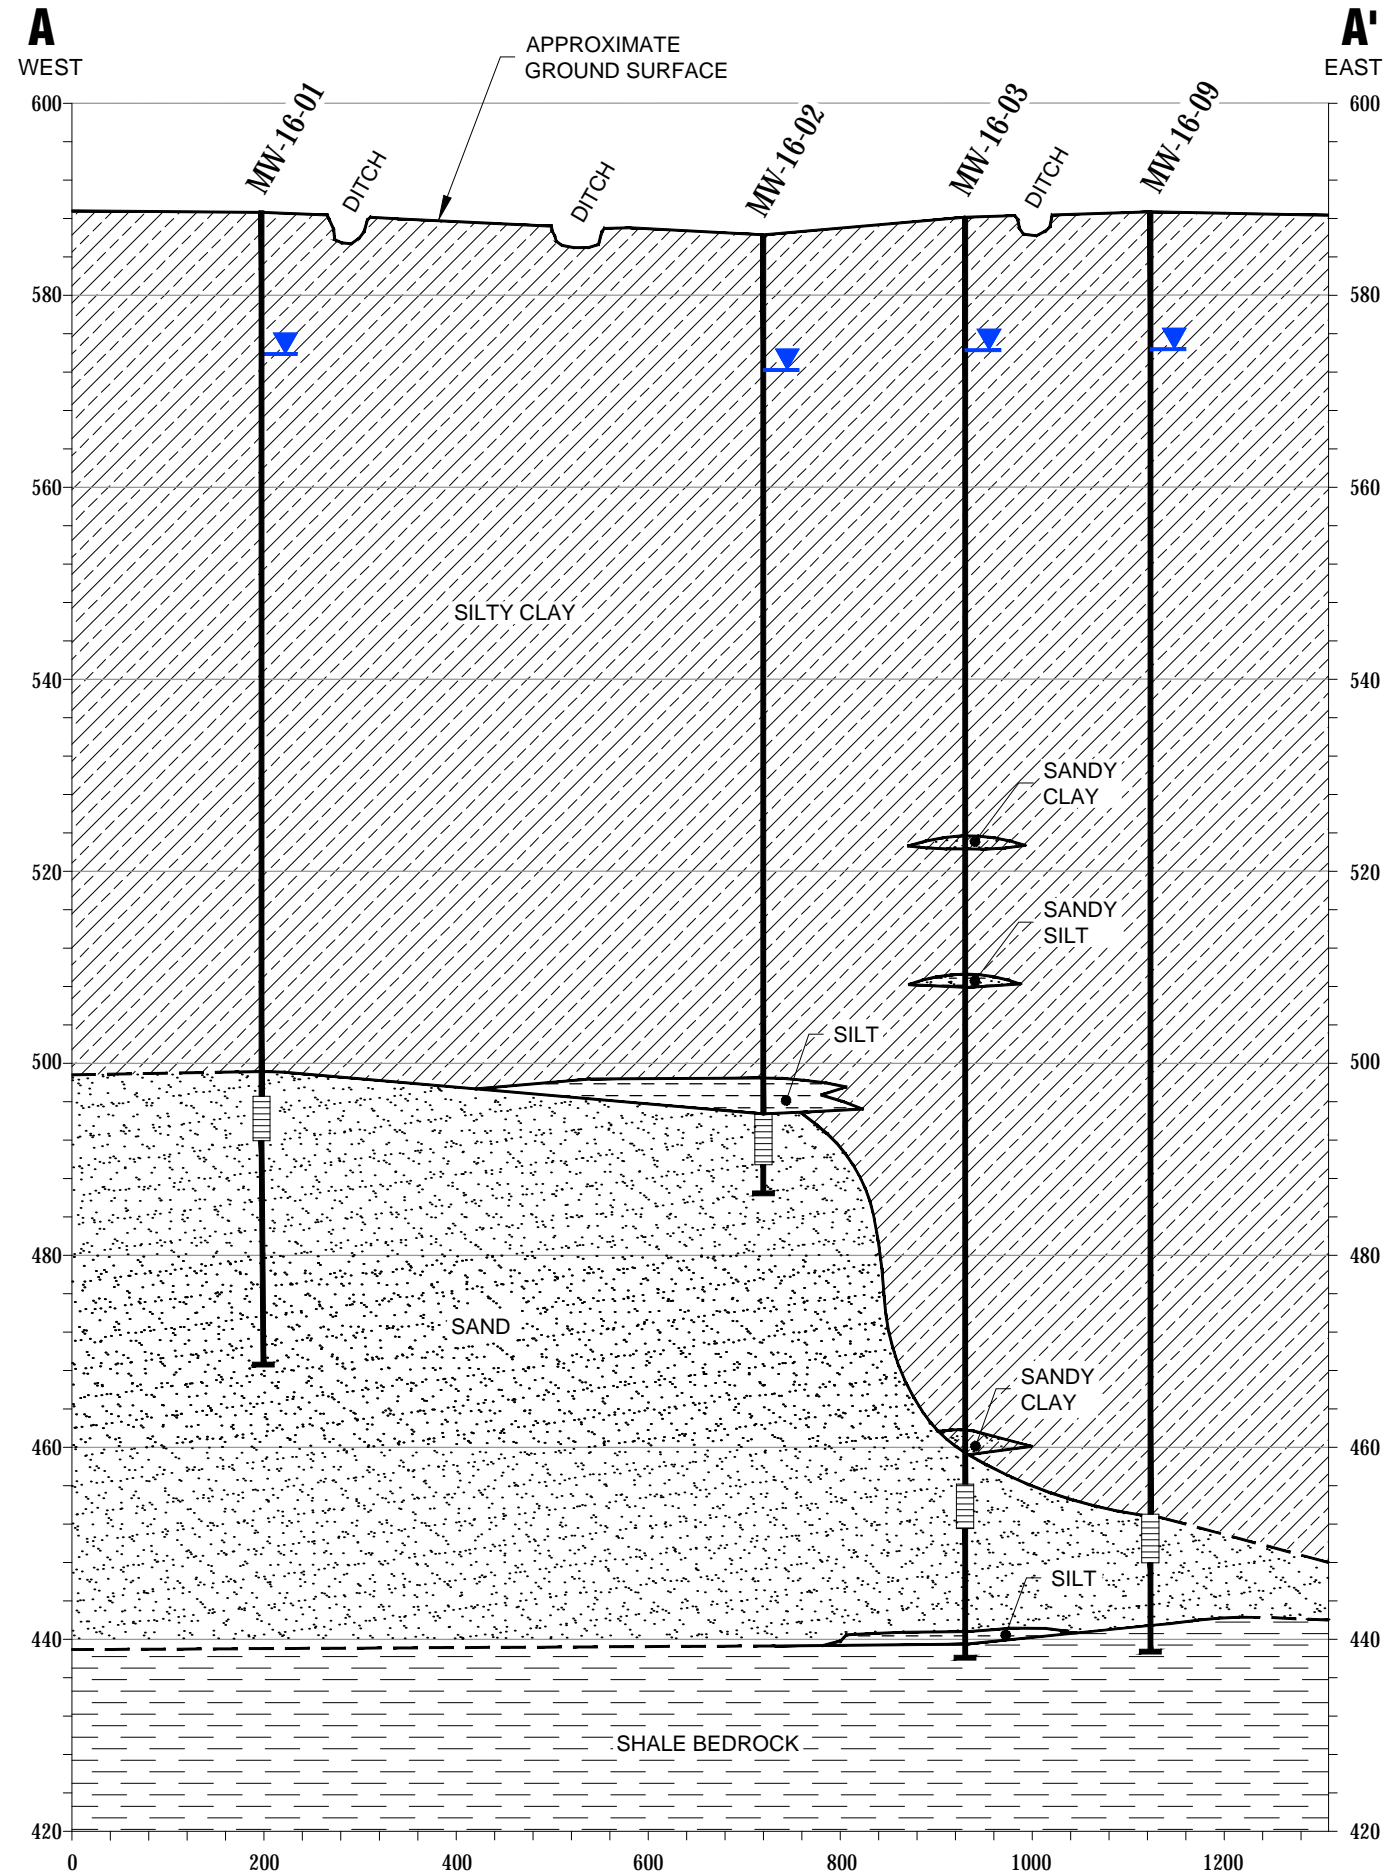 A
A'
WEST
EAST
APPROXIMATE
GROUND SURFACE
600
600
MW-16-01
DITCH
DITCH
MW-16-02
MW-16-03
DITCH
MW-16-09
580
580
560
560
SILTY CLAY
540
540
SANDY
CLAY
520
520
SANDY
SILT
SILT
500
500
480
480
SAND
SANDY
CLAY
460
460
SILT
440
440
SHALE BEDROCK
420
420
0
200
400
600
800
1000
1200